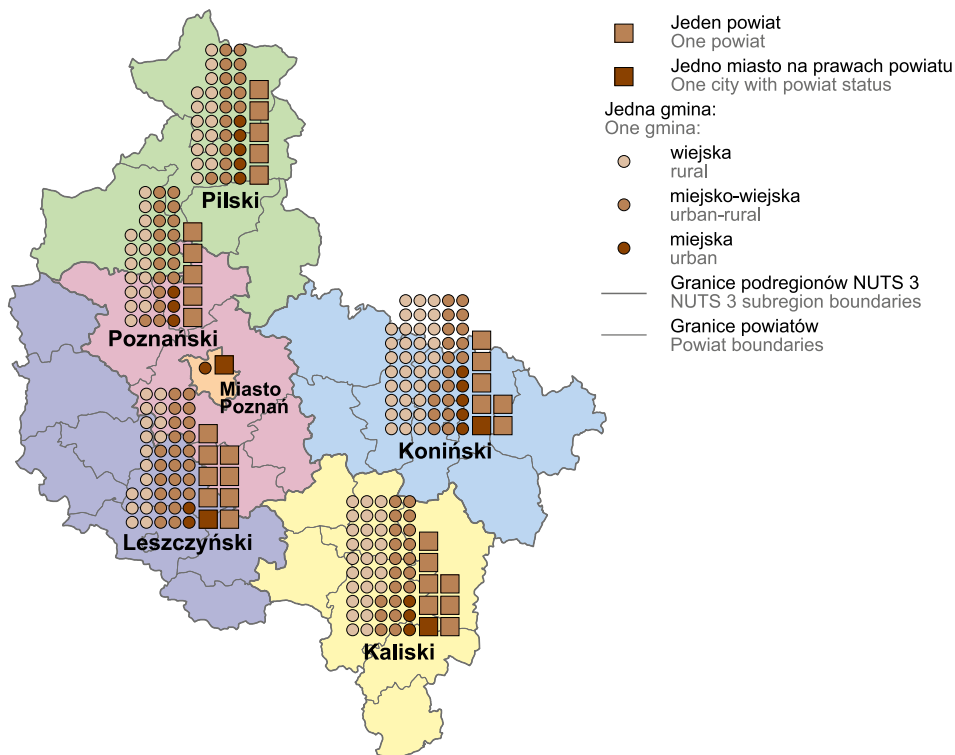 Jeden powiat
One powiat
Jedno miasto na prawach powiatu
One city with powiat status
Jedna gmina:
One gmina:
wiejska
rural
miejsko-wiejska
urban-rural
miejska
urban
Granice podregionów NUTS 3
NUTS 3 subregion boundaries
Granice powiatów
Powiat boundaries
Pilski
Poznański
Miasto
Poznań
Koniński
Leszczyński
Kaliski